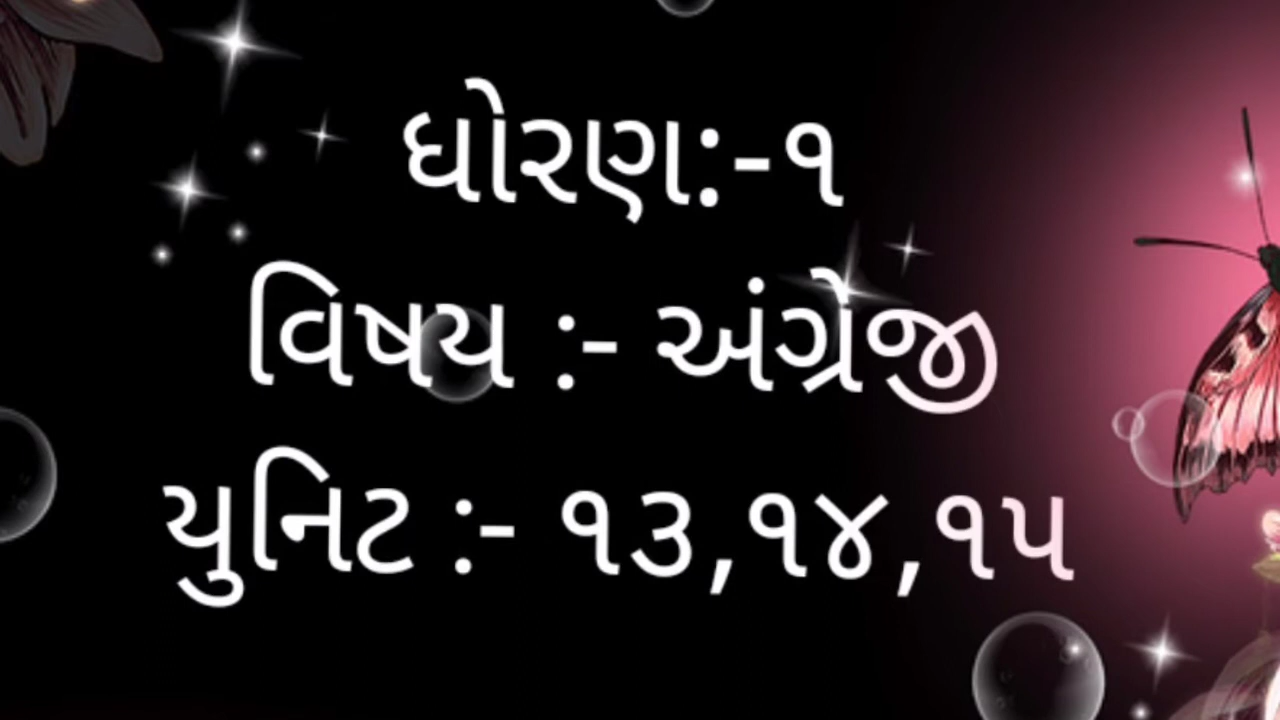 ધોરણ:-૧
વિષય :- અંગ્રેજી
યુનિટ :- ૧૩,૧૪,૧૫